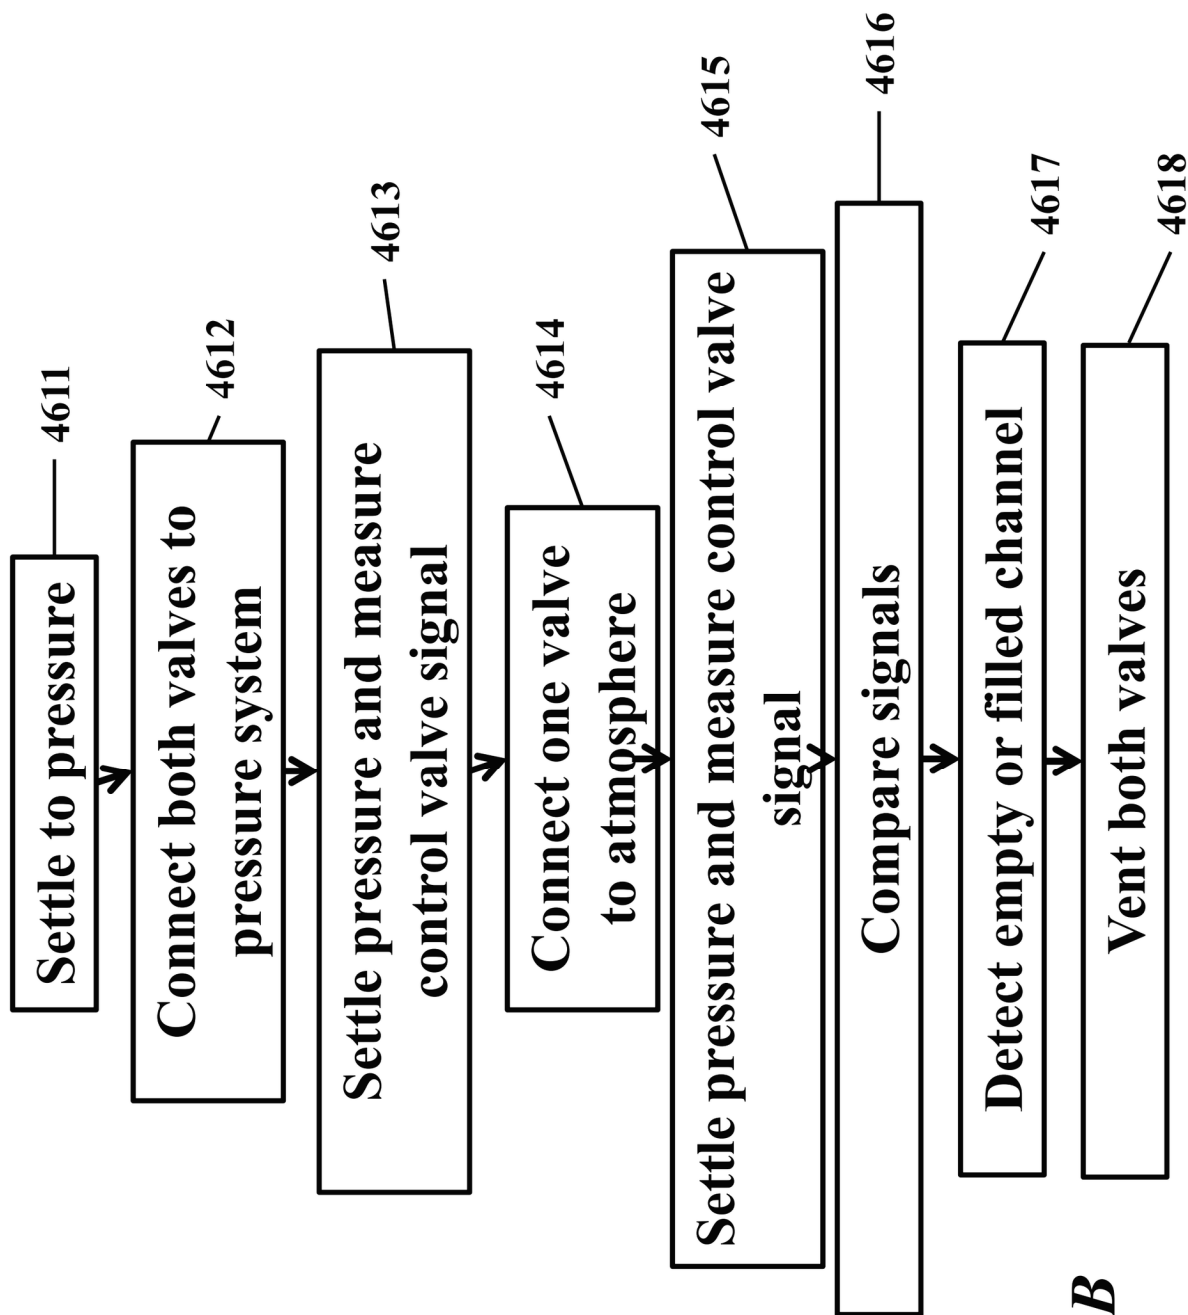 Settle to pressure
4611
Connect both valves to
pressure system
4612
Settle pressure and measure
control valve signal
4613
Connect one valve
to atmosphere
4614
Settle pressure and measure control valve
signal
4615
Compare signals
4616
Detect empty or filled channel
4617
Vent both valves
4618
B